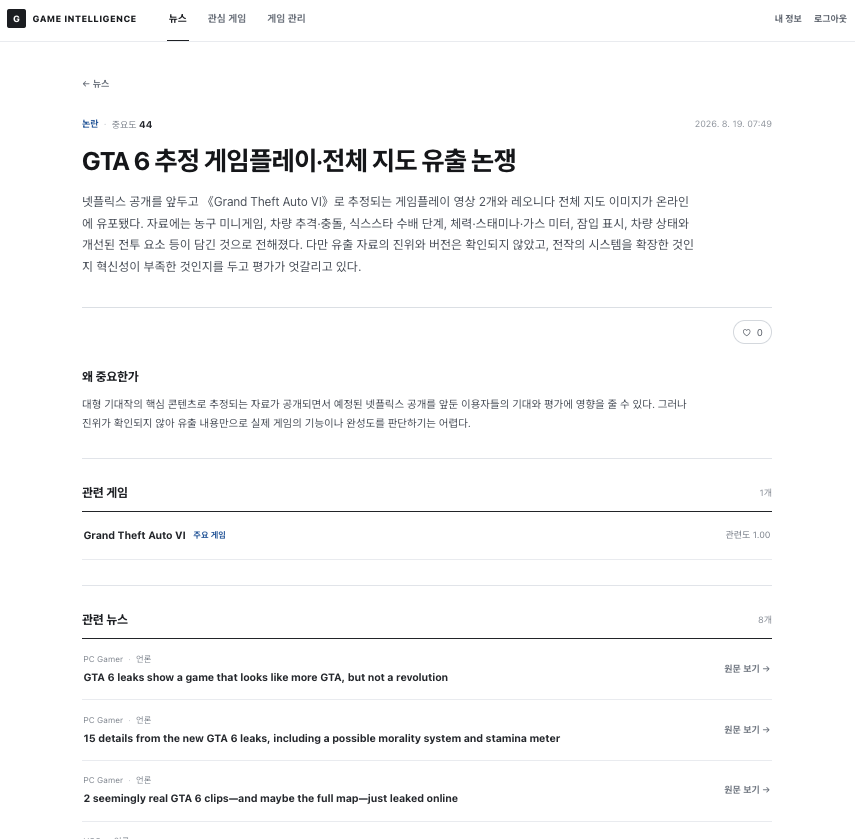 G GAME INTELLIGENCE 뉴스 관심 게임 게임 관리 내 정보 로그아웃
← 뉴스
논란 · 중요도 44 2026. 8. 19. 07:49
GTA 6 추정 게임플레이·전체 지도 유출 논쟁
넷플릭스 공개를 앞두고 《Grand Theft Auto VI》로 추정되는 게임플레이 영상 2개와 레오니다 전체 지도 이미지가 온라인
에 유포됐다. 자료에는 농구 미니게임, 차량 추격·충돌, 식스스타 수배 단계, 체력·스태미나·가스 미터, 잠입 표시, 차량 상태와
개선된 전투 요소 등이 담긴 것으로 전해졌다. 다만 유출 자료의 진위와 버전은 확인되지 않았고, 전작의 시스템을 확장한 것인
지 혁신성이 부족한 것인지를 두고 평가가 엇갈리고 있다.
♡ 0
왜 중요한가
대형 기대작의 핵심 콘텐츠로 추정되는 자료가 공개되면서 예정된 넷플릭스 공개를 앞둔 이용자들의 기대와 평가에 영향을 줄 수 있다. 그러나
진위가 확인되지 않아 유출 내용만으로 실제 게임의 기능이나 완성도를 판단하기는 어렵다.
관련 게임 1개
Grand Theft Auto VI 주요 게임 관련도 1.00
관련 뉴스 8개
PC Gamer · 언론
GTA 6 leaks show a game that looks like more GTA, but not a revolution
원문 보기 →
PC Gamer · 언론
15 details from the new GTA 6 leaks, including a possible morality system and stamina meter
원문 보기 →
PC Gamer · 언론
2 seemingly real GTA 6 clips—and maybe the full map—just leaked online
원문 보기 →